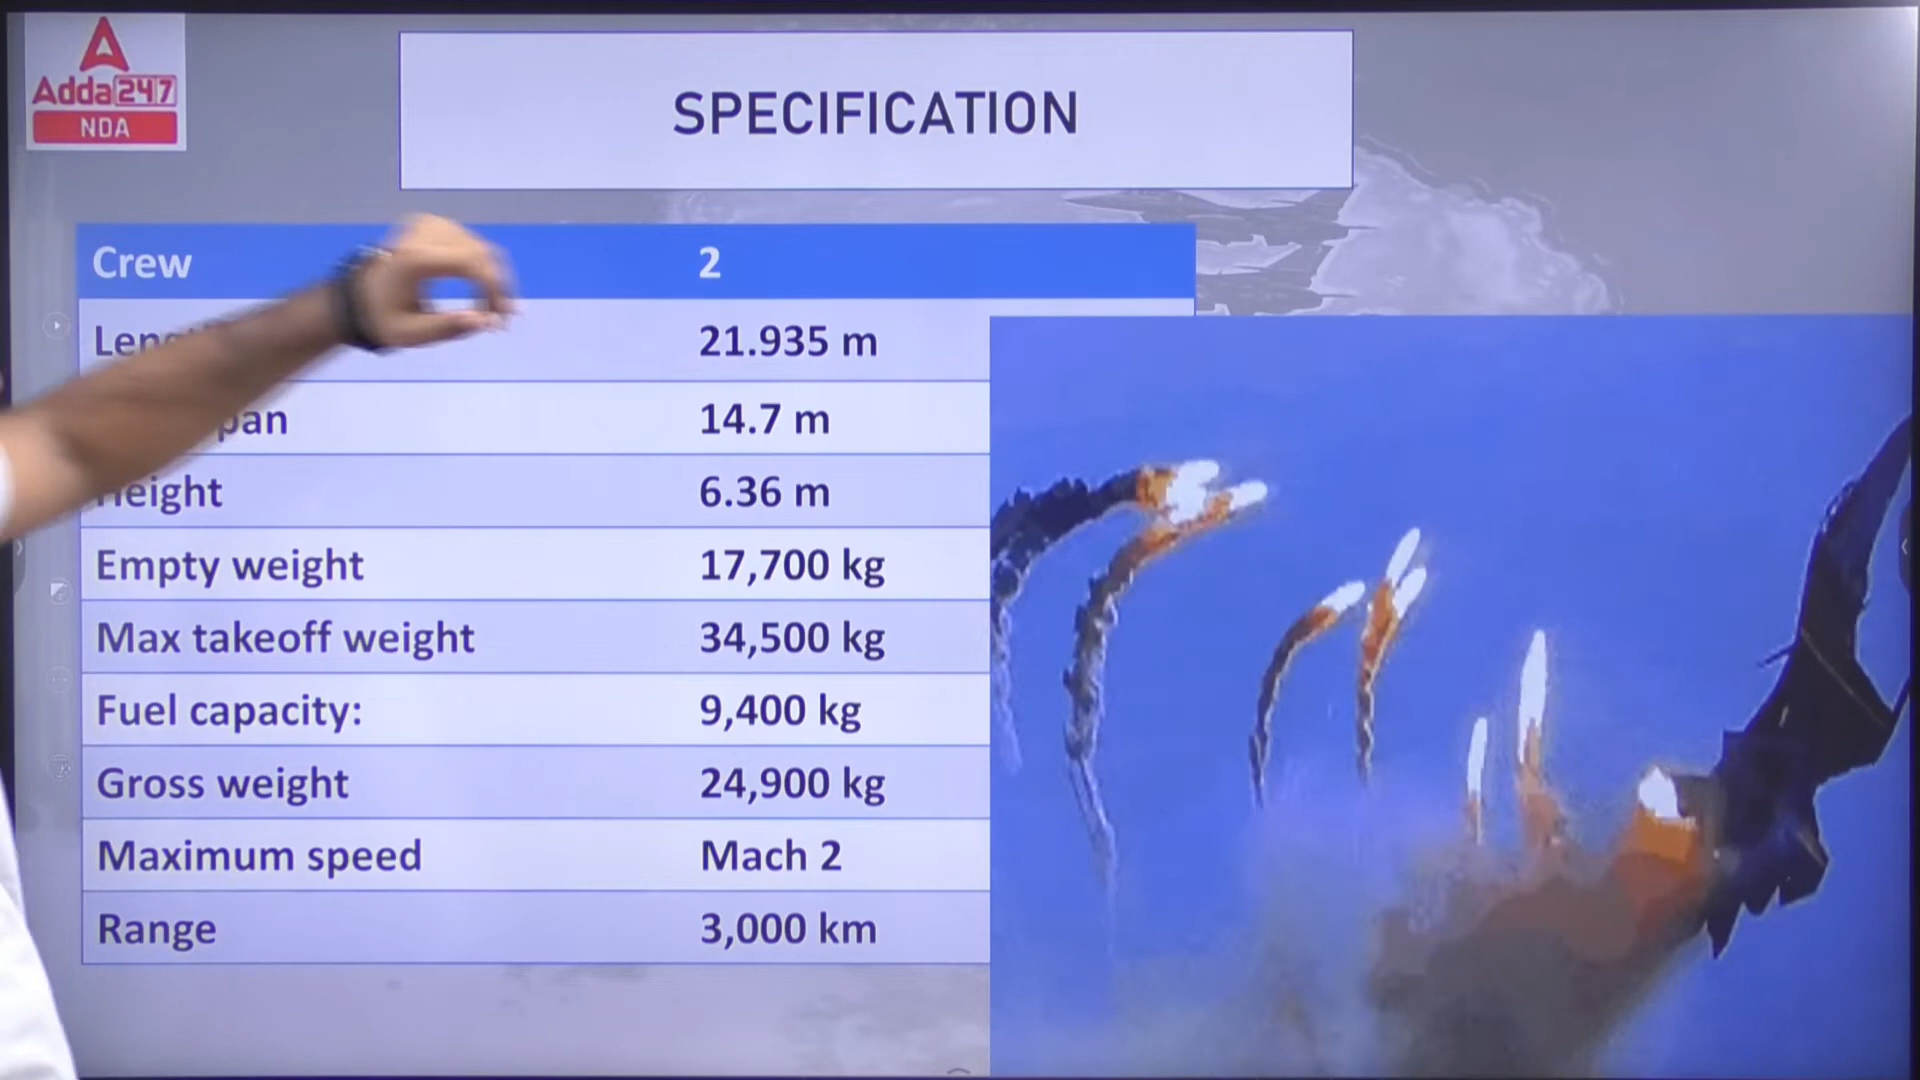 Adda247
NDA
SPECIFICATION
Crew 2
21.935 m
14.7 m
6.36 m
Empty weight 17,700 kg
Max takeoff weight 34,500 kg
Fuel capacity: 9,400 kg
Gross weight 24,900 kg
Maximum speed Mach 2
Range 3,000 km